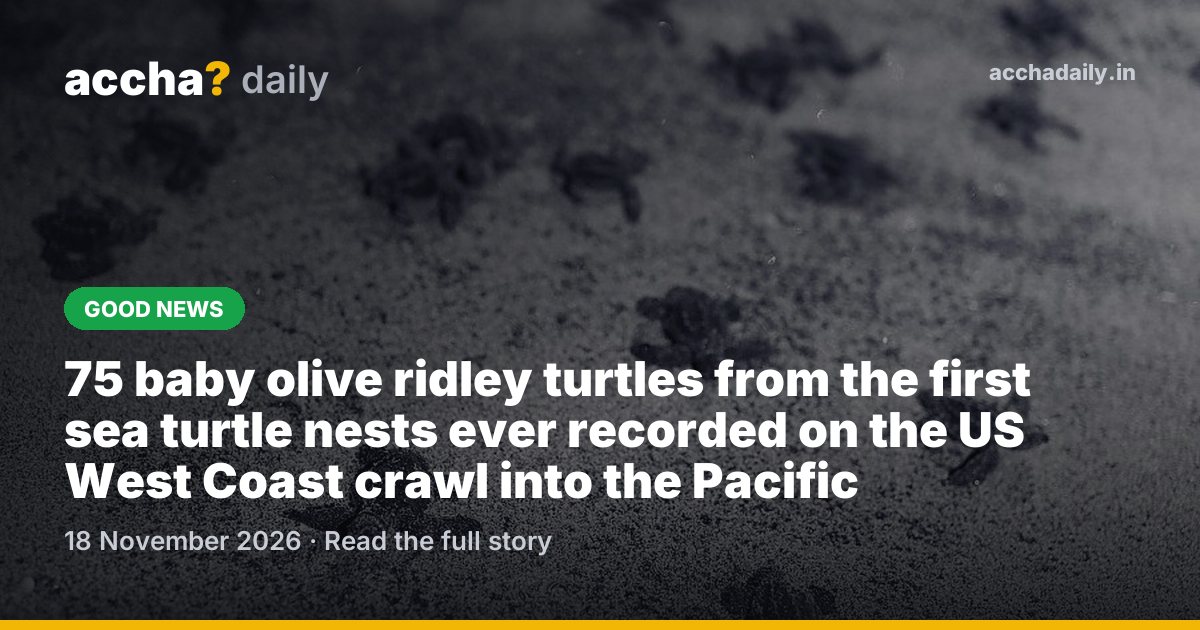 accha? daily
acchadaily.in
GOOD NEWS
75 baby olive ridley turtles from the first
sea turtle nests ever recorded on the US
West Coast crawl into the Pacific
18 November 2026 · Read the full story